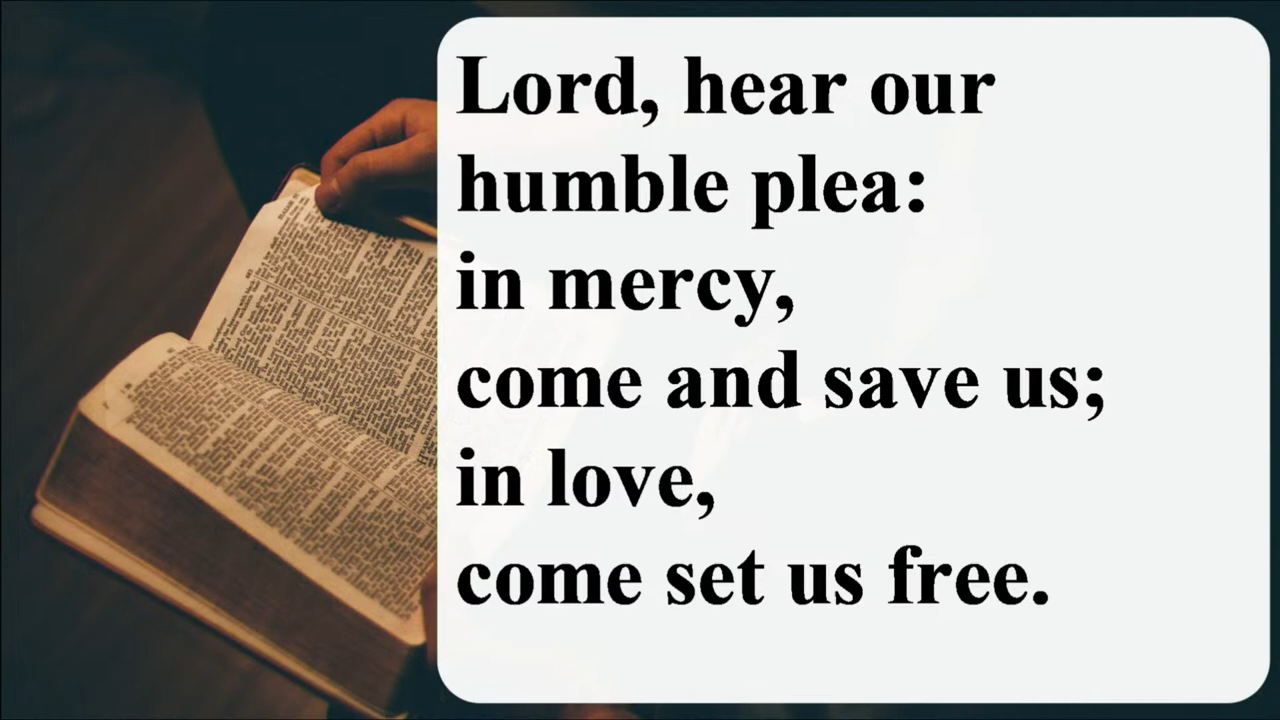 Lord, hear our
humble plea:
in mercy,
come and save us;
in love,
come set us free.